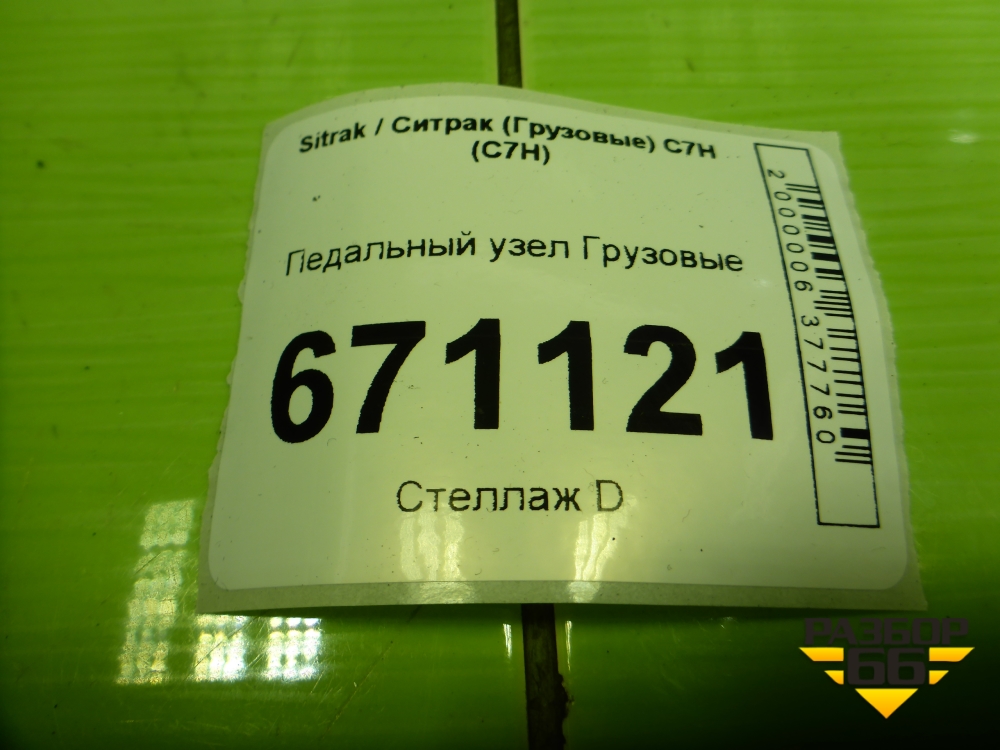 Sitrak / Ситрак (Грузовые) C7H
(C7H)
Педальный узел Грузовые
671121
Стеллаж D
2000006377760
РАЗБОР
66